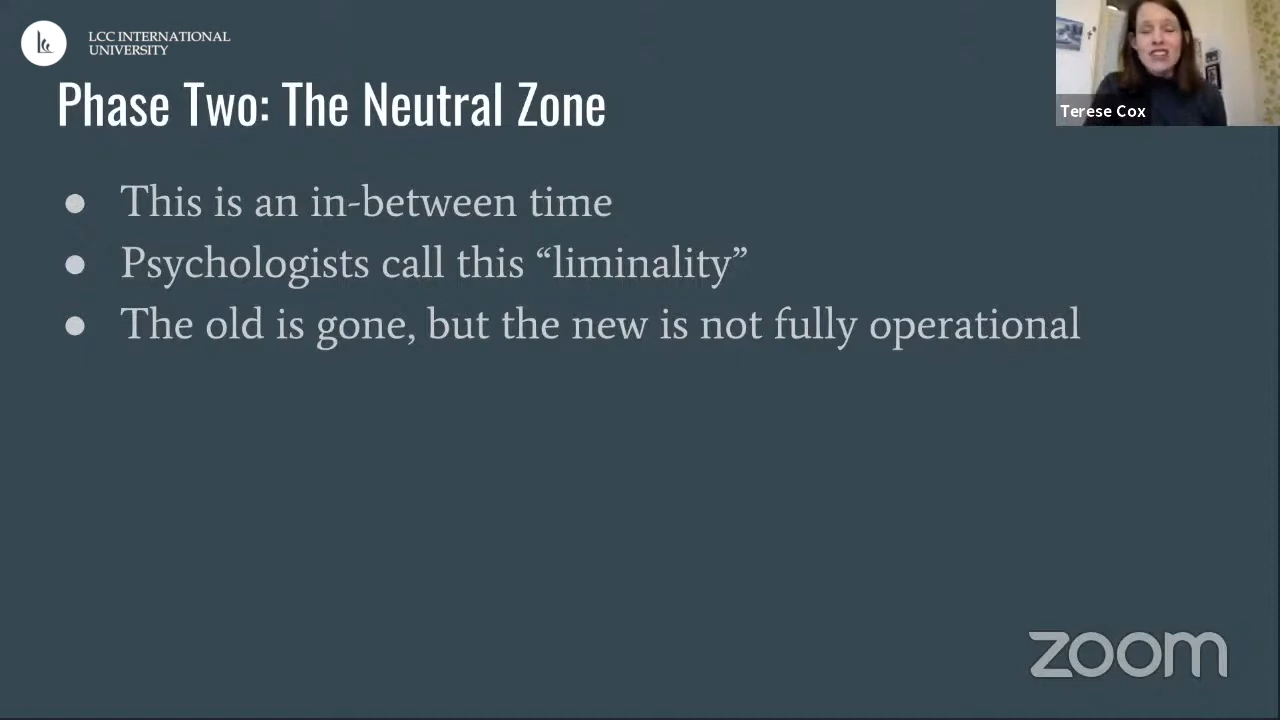 LCC INTERNATIONAL
UNIVERSITY
Phase Two: The Neutral Zone
Terese Cox
● This is an in-between time
● Psychologists call this “liminality”
● The old is gone, but the new is not fully operational
zoom